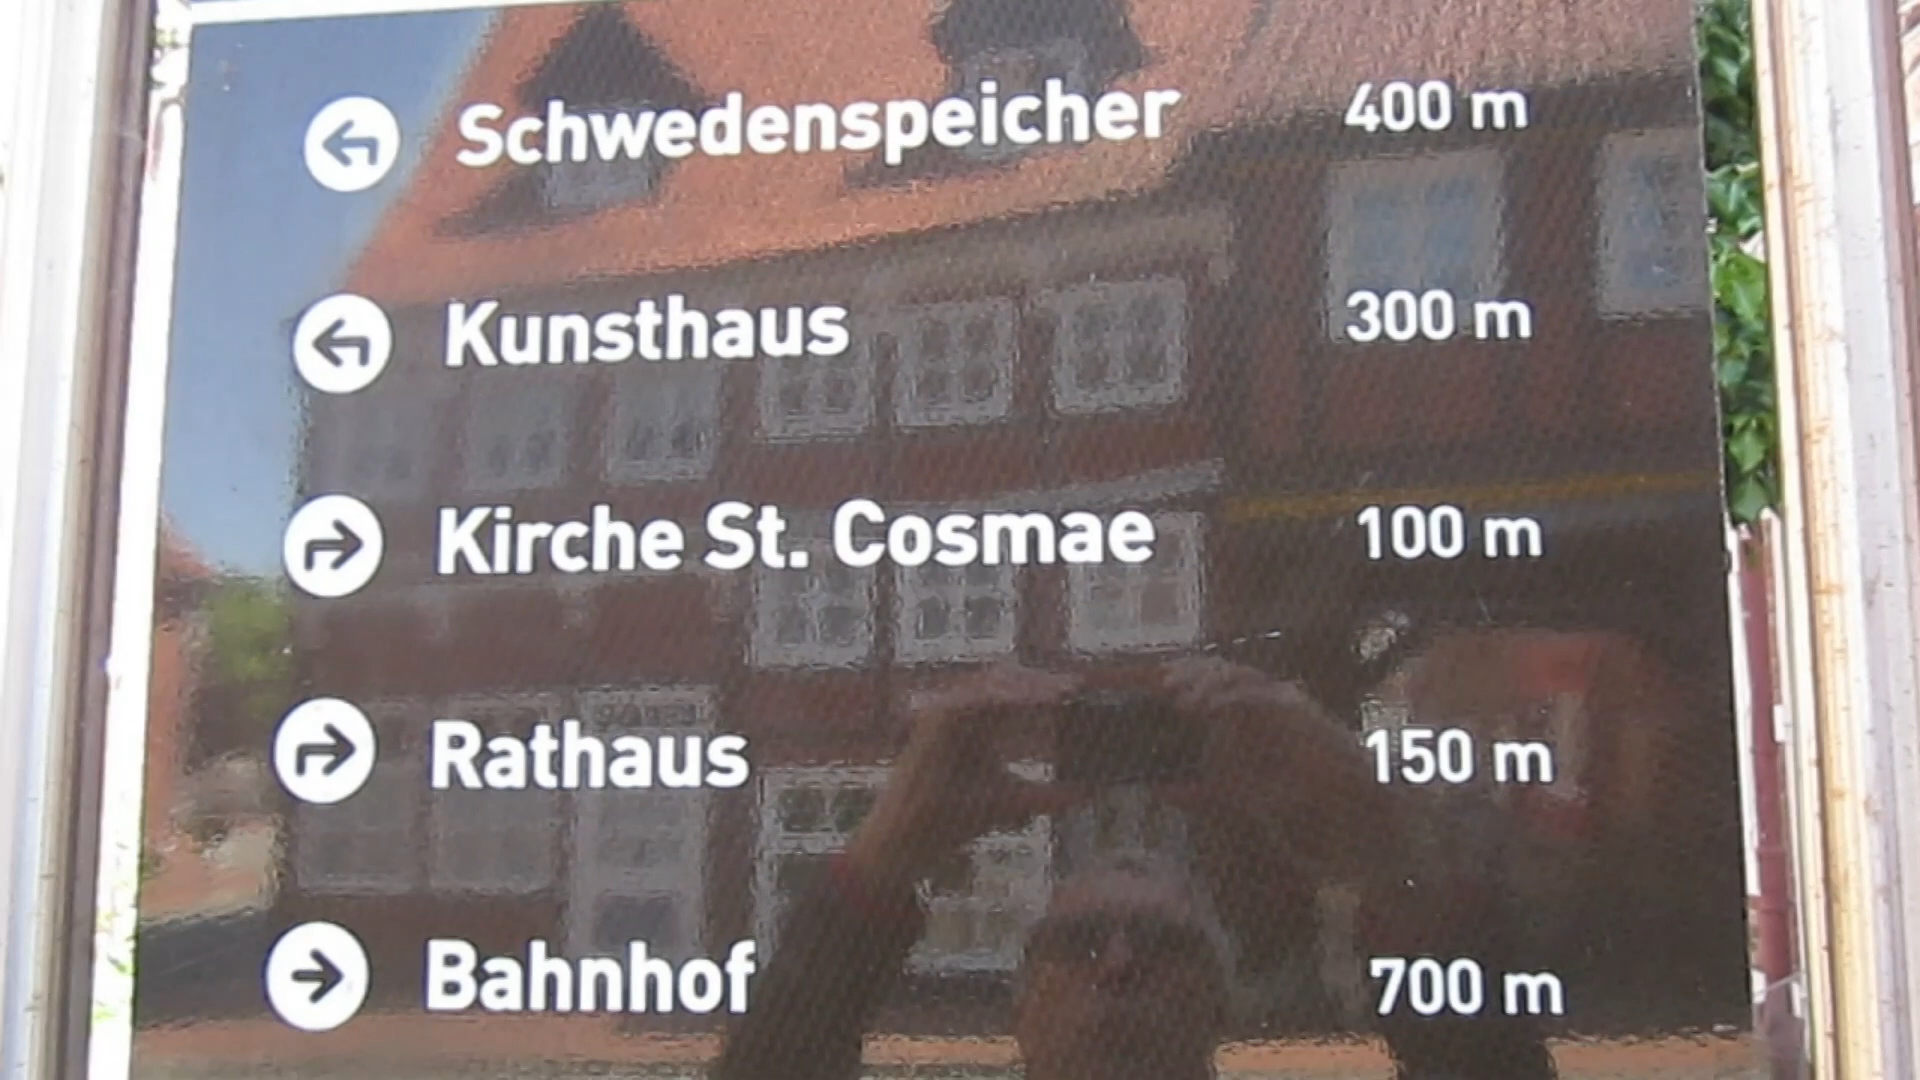 Schwedenspeicher 400 m
Kunsthaus 300 m
Kirche St. Cosmae 100 m
Rathaus 150 m
Bahnhof 700 m